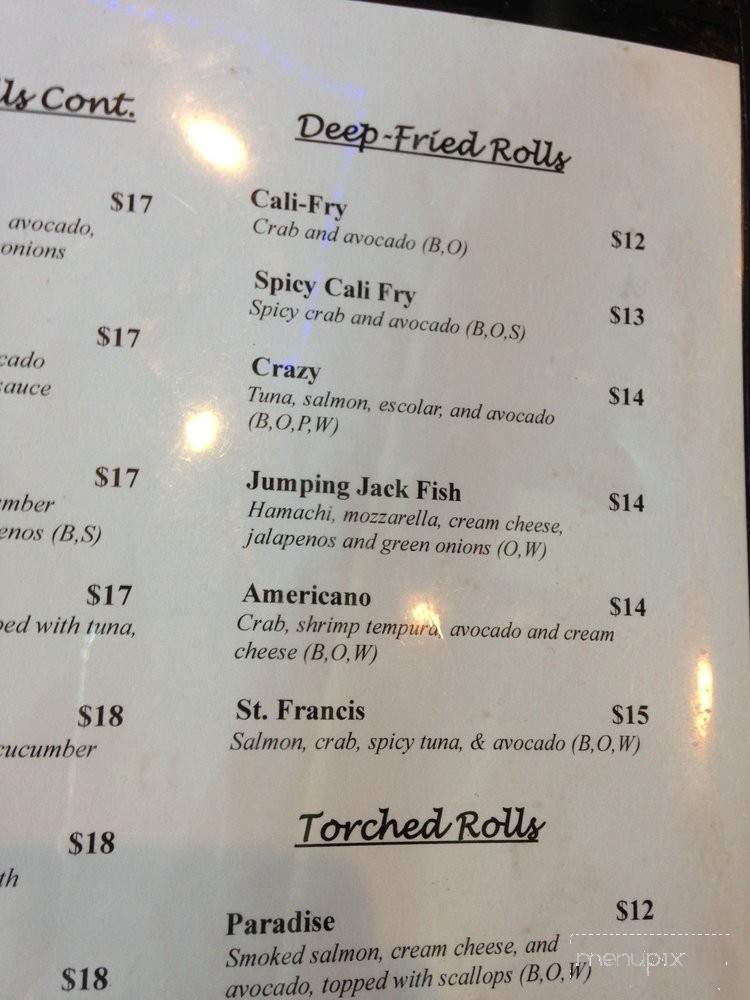 lls Cont.
$17
avocado,
onions
$17
cado
sauce
$17
mber
enos (B,S)
$17
ped with tuna,
$18
cucumber
$18
th
$18
Deep-Fried Rolls
Cali-Fry
Crab and avocado (B,O) $12
Spicy Cali Fry
Spicy crab and avocado (B,O,S) $13
Crazy
Tuna, salmon, escolar, and avocado $14
(B,O,P,W)
Jumping Jack Fish $14
Hamachi, mozzarella, cream cheese,
jalapenos and green onions (O,W)
Americano $14
Crab, shrimp tempura, avocado and cream
cheese (B,O,W)
St. Francis $15
Salmon, crab, spicy tuna, & avocado (B,O,W)
Torched Rolls
Paradise $12
Smoked salmon, cream cheese, and
avocado, topped with scallops (B,O,W)
menupix